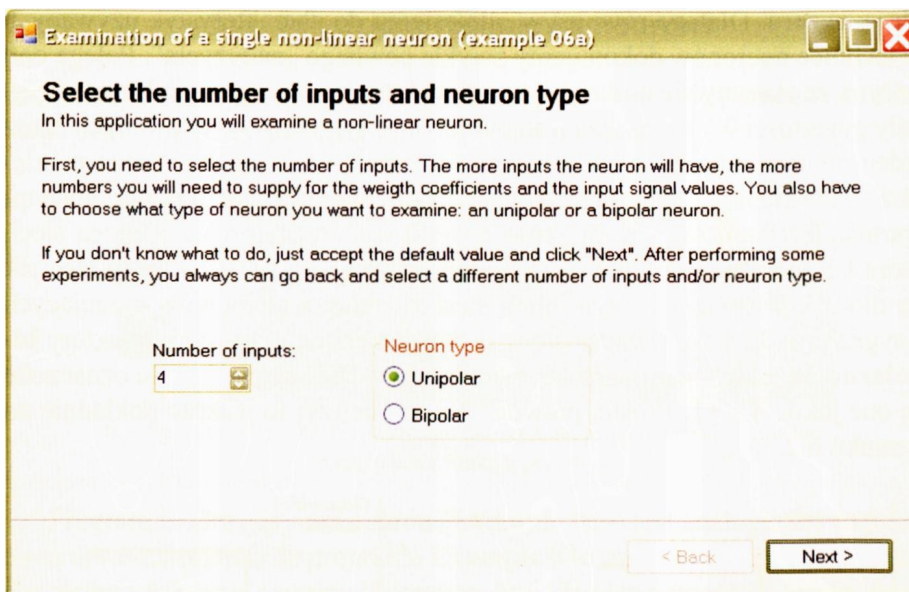 Examination of a single non-linear neuron (example 06a)
Select the number of inputs and neuron type
In this application you will examine a non-linear neuron.
First, you need to select the number of inputs. The more inputs the neuron will have, the more
numbers you will need to supply for the weigth coefficients and the input signal values. You also have
to choose what type of neuron you want to examine: an unipolar or a bipolar neuron.
If you don't know what to do, just accept the default value and click "Next". After performing some
experiments, you always can go back and select a different number of inputs and/or neuron type.
Number of inputs:
4
Neuron type
Unipolar
Bipolar
< Back
Next >